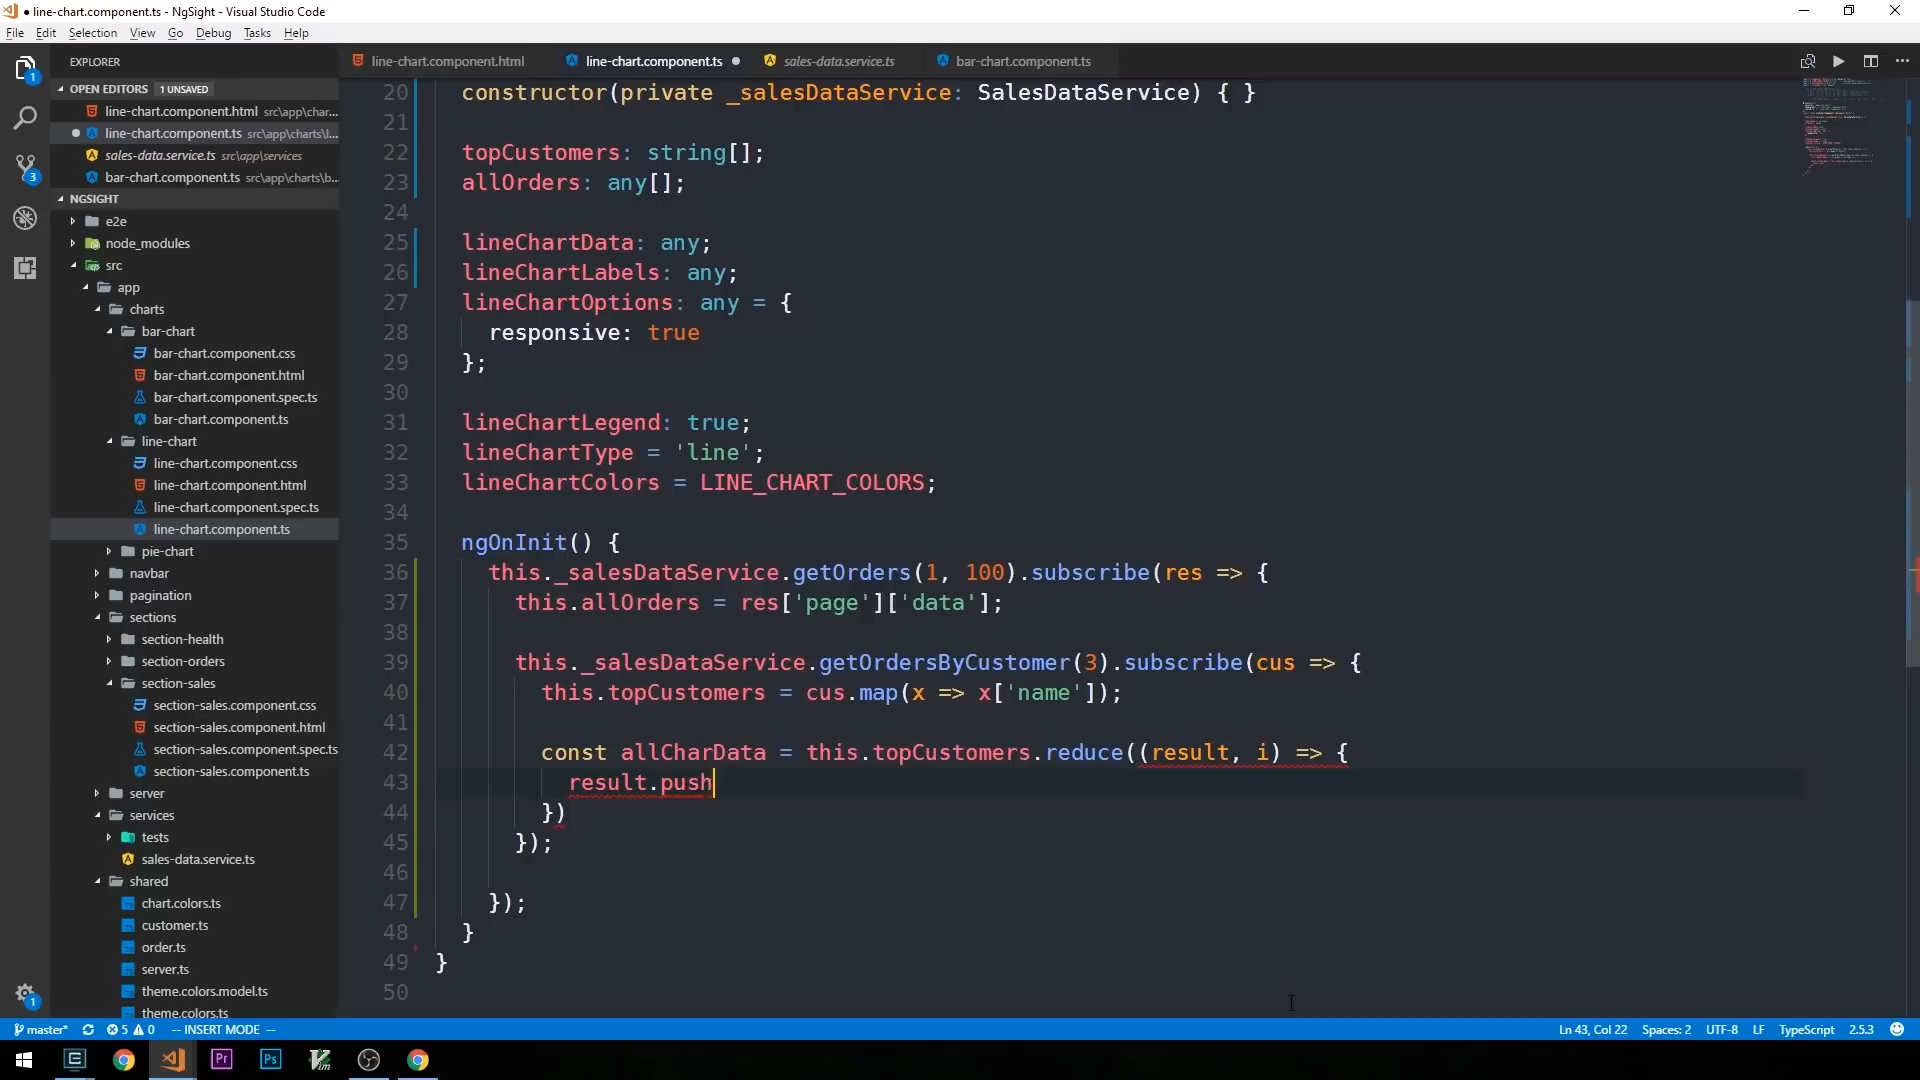 ● line-chart.component.ts - NgSight - Visual Studio Code
File Edit Selection View Go Debug Tasks Help
EXPLORER
OPEN EDITORS 1 UNSAVED
line-chart.component.html src\app\char...
● line-chart.component.ts src\app\charts\l...
sales-data.service.ts src\app\services
bar-chart.component.ts src\app\charts\b...
NGSIGHT
e2e
node_modules
src
app
charts
bar-chart
bar-chart.component.css
bar-chart.component.html
bar-chart.component.spec.ts
bar-chart.component.ts
line-chart
line-chart.component.css
line-chart.component.html
line-chart.component.spec.ts
line-chart.component.ts
pie-chart
navbar
pagination
sections
section-health
section-orders
section-sales
section-sales.component.css
section-sales.component.html
section-sales.component.spec.ts
section-sales.component.ts
server
services
tests
sales-data.service.ts
shared
chart.colors.ts
customer.ts
order.ts
server.ts
theme.colors.model.ts
theme.colors.ts
1
3
1
line-chart.component.html line-chart.component.ts ● sales-data.service.ts bar-chart.component.ts
20 constructor(private _salesDataService: SalesDataService) { }
21
22 topCustomers: string[];
23 allOrders: any[];
24
25 lineChartData: any;
26 lineChartLabels: any;
27 lineChartOptions: any = {
28 responsive: true
29 };
30
31 lineChartLegend: true;
32 lineChartType = 'line';
33 lineChartColors = LINE_CHART_COLORS;
34
35 ngOnInit() {
36 this._salesDataService.getOrders(1, 100).subscribe(res => {
37 this.allOrders = res['page']['data'];
38
39 this._salesDataService.getOrdersByCustomer(3).subscribe(cus => {
40 this.topCustomers = cus.map(x => x['name']);
41
42 const allCharData = this.topCustomers.reduce((result, i) => {
43 result.push
44 })
45 });
46
47 });
48 }
49 }
50
master* 5 0 -- INSERT MODE -- Ln 43, Col 22 Spaces: 2 UTF-8 LF TypeScript 2.5.3
Pr Ps Vim